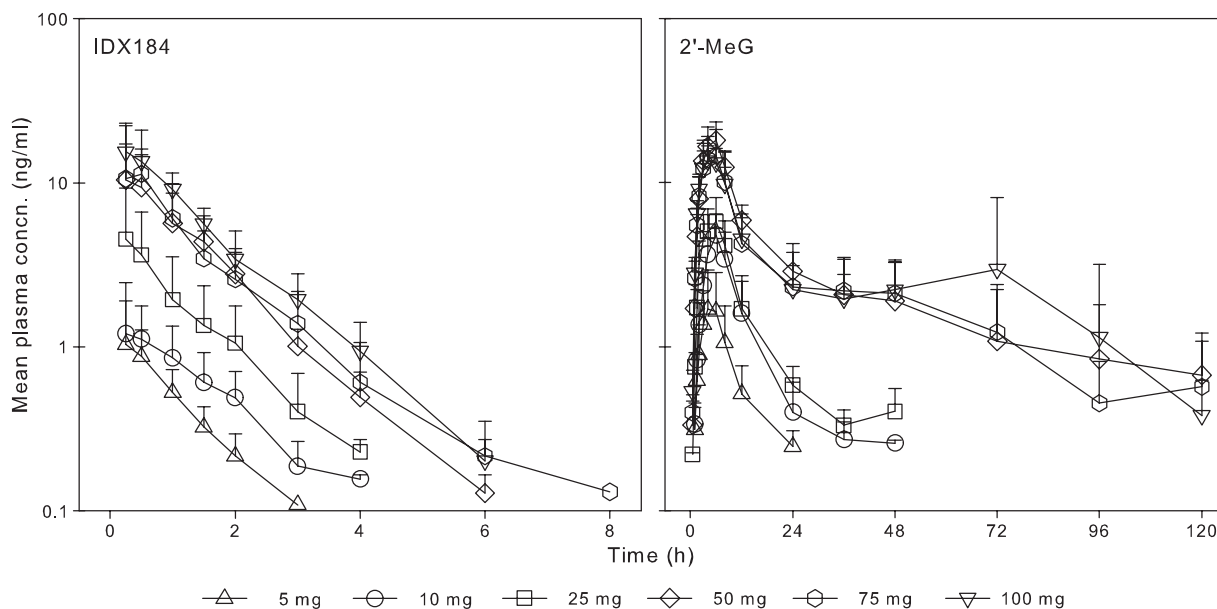 100
10
1
0.1
Mean plasma concn. (ng/ml)
IDX184
0 2 4 6 8
2'-MeG
0 24 48 72 96 120
Time (h)
5 mg 10 mg 25 mg 50 mg 75 mg 100 mg